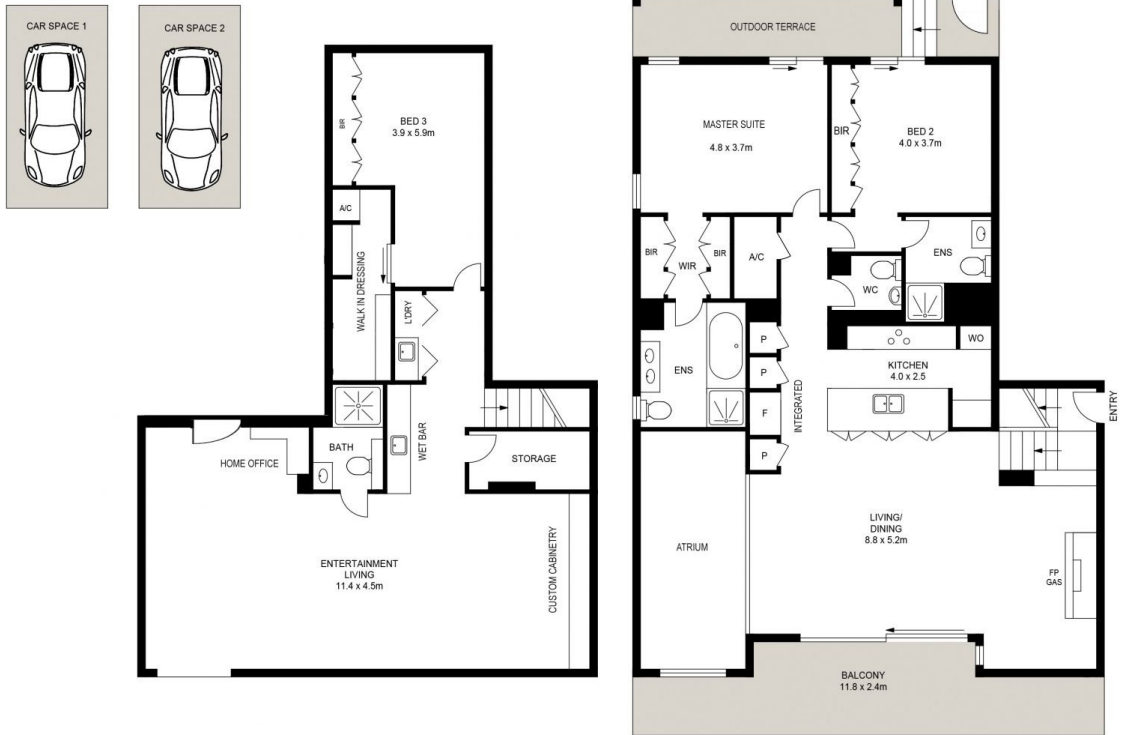 CAR SPACE 1
CAR SPACE 2
BIR
BED 3
3.9 x 5.9m
A/C
WALK IN DRESSING
L'DRY
WET BAR
BATH
HOME OFFICE
STORAGE
ENTERTAINMENT
LIVING
11.4 x 4.5m
CUSTOM CABINETRY
OUTDOOR TERRACE
MASTER SUITE
4.8 x 3.7m
BIR
BED 2
4.0 x 3.7m
BIR
WIR
BIR
A/C
WC
ENS
ENS
P
P
F
P
INTEGRATED
KITCHEN
4.0 x 2.5
WO
ENTRY
ATRIUM
LIVING/
DINING
8.8 x 5.2m
FP
GAS
BALCONY
11.8 x 2.4m